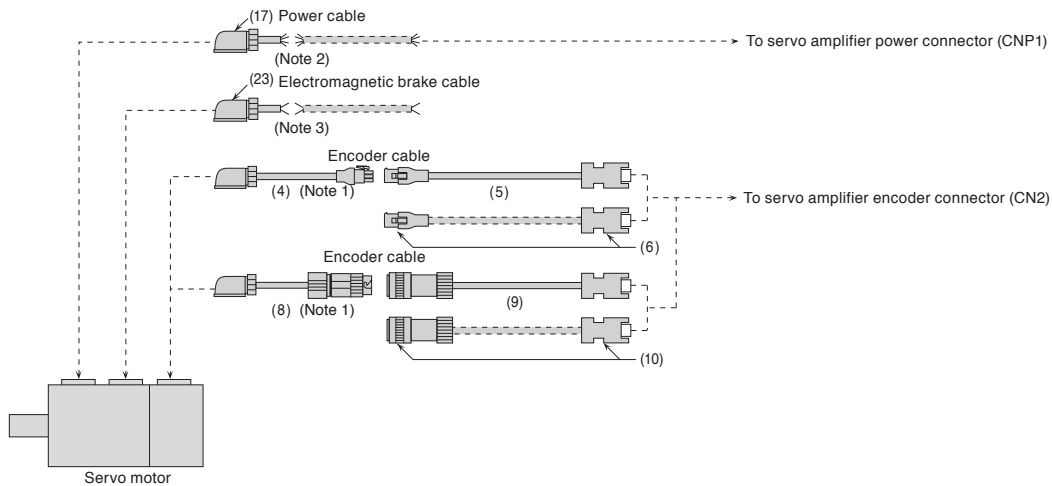 (17) Power cable
To servo amplifier power connector (CNP1)
(Note 2)
(23) Electromagnetic brake cable
(Note 3)
Encoder cable
(4) (Note 1)
(5)
To servo amplifier encoder connector (CN2)
(6)
Encoder cable
(8) (Note 1)
(9)
(10)
Servo motor